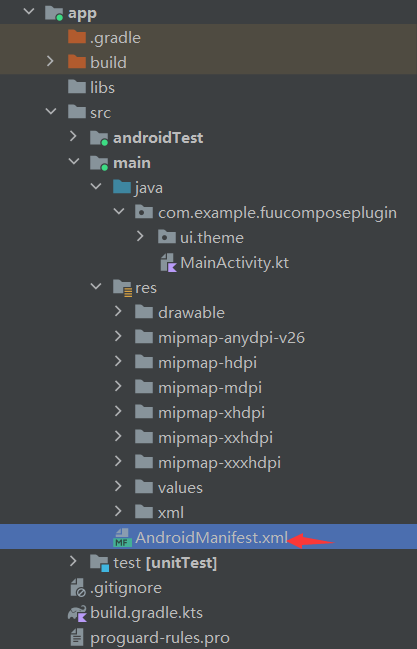 app
.gradle
build
libs
src
androidTest
main
java
com.example.fuucomposeplugin
ui.theme
MainActivity.kt
res
drawable
mipmap-anydpi-v26
mipmap-hdpi
mipmap-mdpi
mipmap-xhdpi
mipmap-xxhdpi
mipmap-xxxhdpi
values
xml
MF AndroidManifest.xml
test [unitTest]
.gitignore
build.gradle.kts
proguard-rules.pro